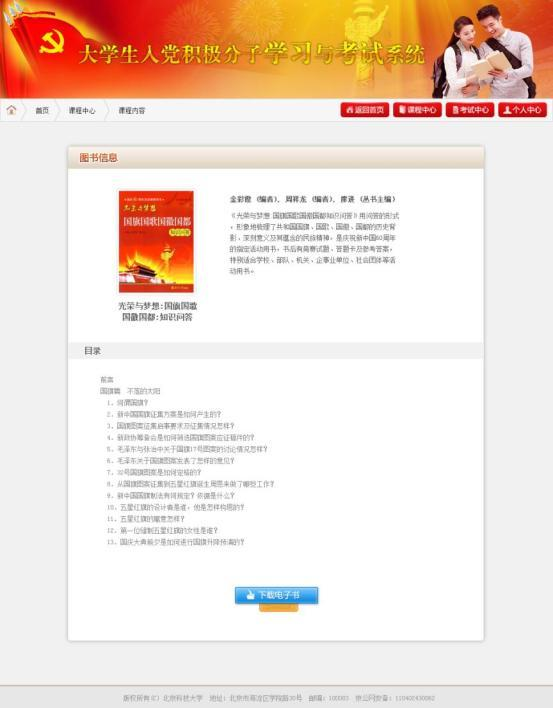 大学生入党积极分子学习与考试系统
首页 课程中心 课程内容
返回首页 课程中心 考试中心 个人中心
图书信息
光荣与梦想
国旗国歌国徽国都
知识问答
光荣与梦想:国旗国歌
国徽国都:知识问答
金彩霞 (编者), 周祥龙 (编者), 廖进 (丛书主编)
《光荣与梦想:国旗国歌国徽国都知识问答》用问答的形式
，形象地梳理了共和国国旗、国歌、国徽、国都的历史背
影、深刻意义及其蕴含的民族精神，是庆祝新中国60周年
的指定活动用书。书后有竞赛试题、答题卡及参考答案，
特别适合学校、部队、机关、企事业单位、社会团体等活
动用书。
目录
前言
国旗篇 不落的太阳
1、何谓国旗?
2、新中国国旗征集方案是如何产生的?
3、国旗图案征集启事要求及征集情况怎样?
4、新政协筹备会是如何筛选国旗图案应征稿件的?
5、毛泽东与张治中关于国旗17号图案的讨论情况怎样?
6、毛泽东关于国旗图案发表了怎样的意见?
7、32号国旗图案是如何定稿的?
8、从国旗图案征集到五星红旗诞生周恩来做了哪些工作?
9、新中国国旗制法有何规定? 依据是什么?
10、五星红旗的设计者是谁，他是怎样构思的?
11、五星红旗的寓意怎样?
12、第一位缝制五星红旗的女性是谁?
13、国庆大典前夕是如何进行国旗升降预演的?
下载电子书
版权所有 (C) 北京科技大学 地址: 北京市海淀区学院路30号 邮编: 100083 京公网安备: 110402430062